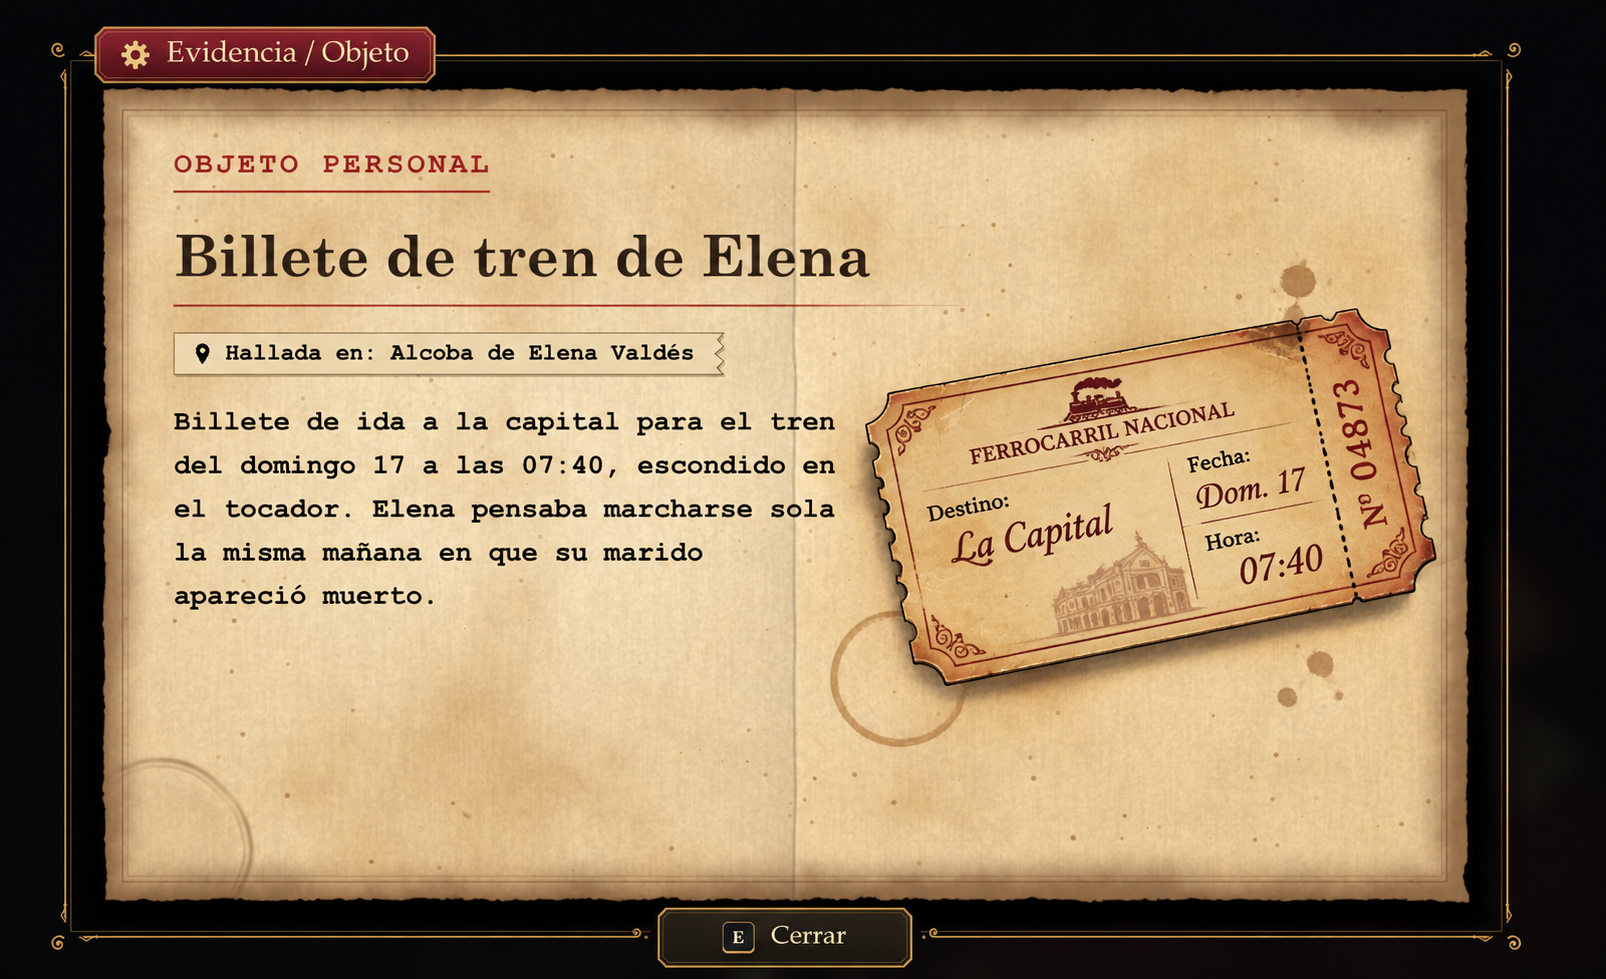 Evidencia / Objeto
OBJETO PERSONAL
Billete de tren de Elena
Hallada en: Alcoba de Elena Valdés
Billete de ida a la capital para el tren
del domingo 17 a las 07:40, escondido en
el tocador. Elena pensaba marcharse sola
la misma mañana en que su marido
apareció muerto.
FERROCARRIL NACIONAL
Destino:
La Capital
Fecha:
Dom. 17
Hora:
07:40
Nº 04873
E Cerrar